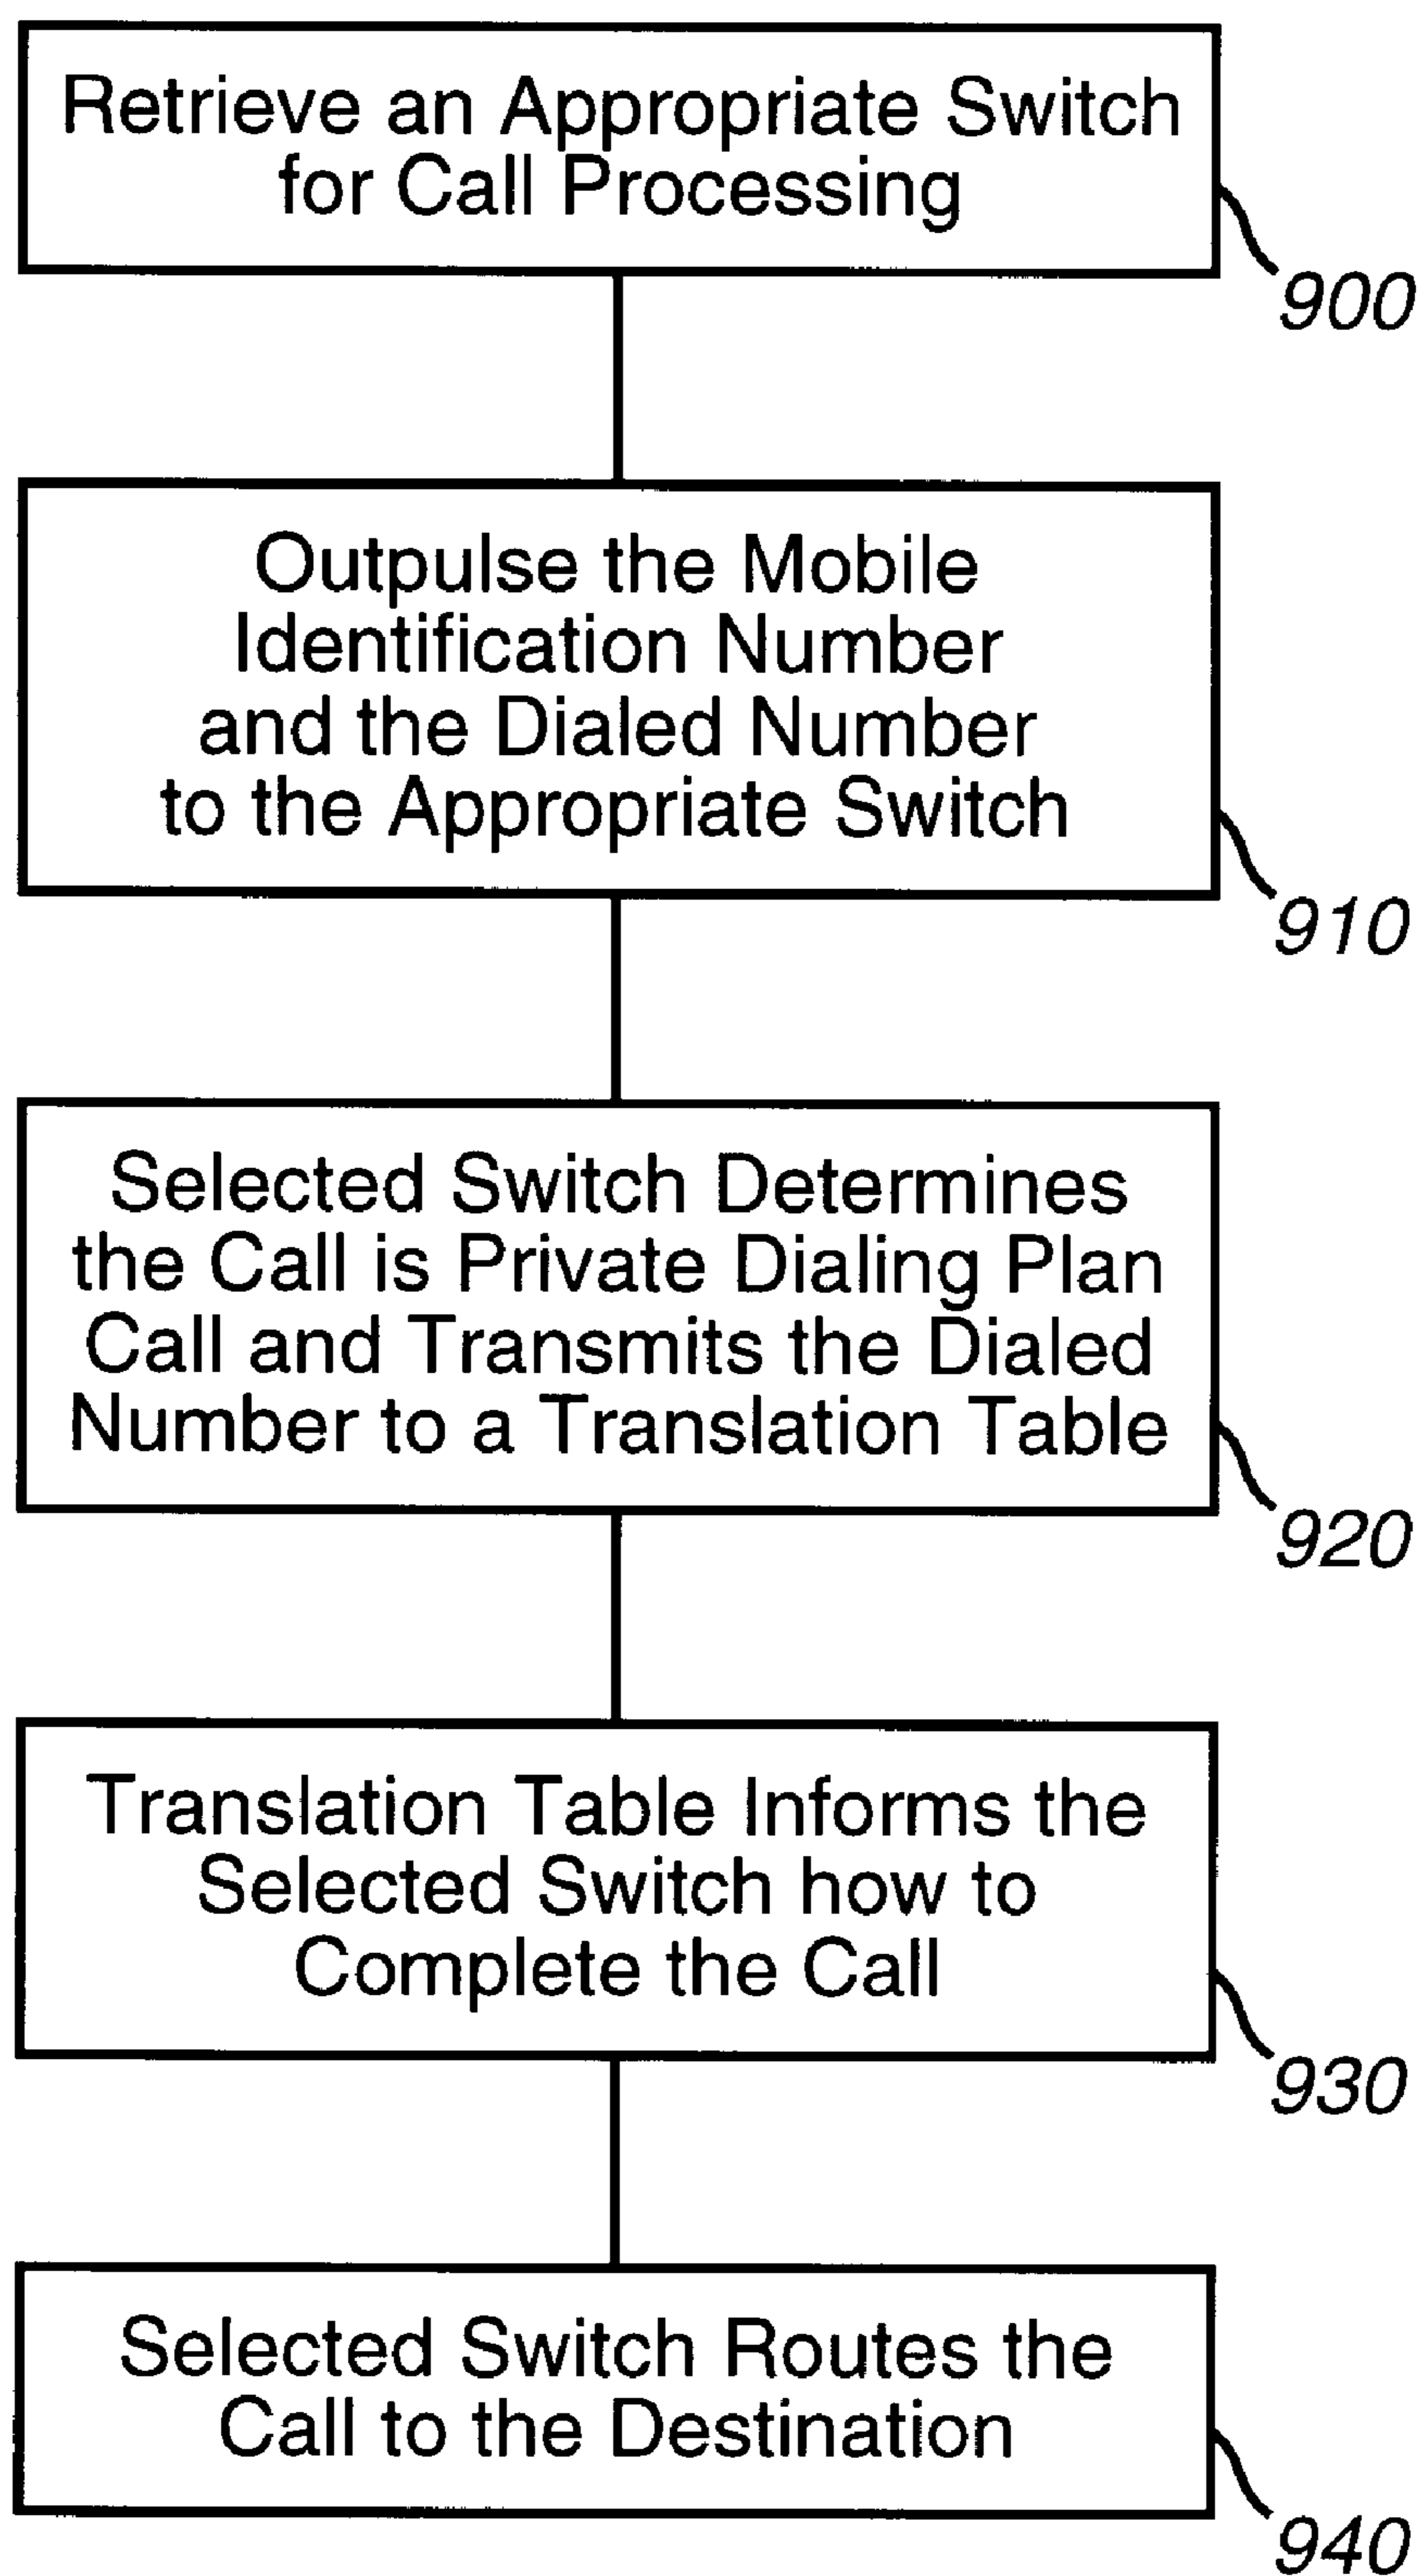 Retrieve an Appropriate Switch
for Call Processing
900
Outpulse the Mobile
Identification Number
and the Dialed Number
to the Appropriate Switch
910
Selected Switch Determines
the Call is Private Dialing Plan
Call and Transmits the Dialed
Number to a Translation Table
920
Translation Table Informs the
Selected Switch how to
Complete the Call
930
Selected Switch Routes the
Call to the Destination
940